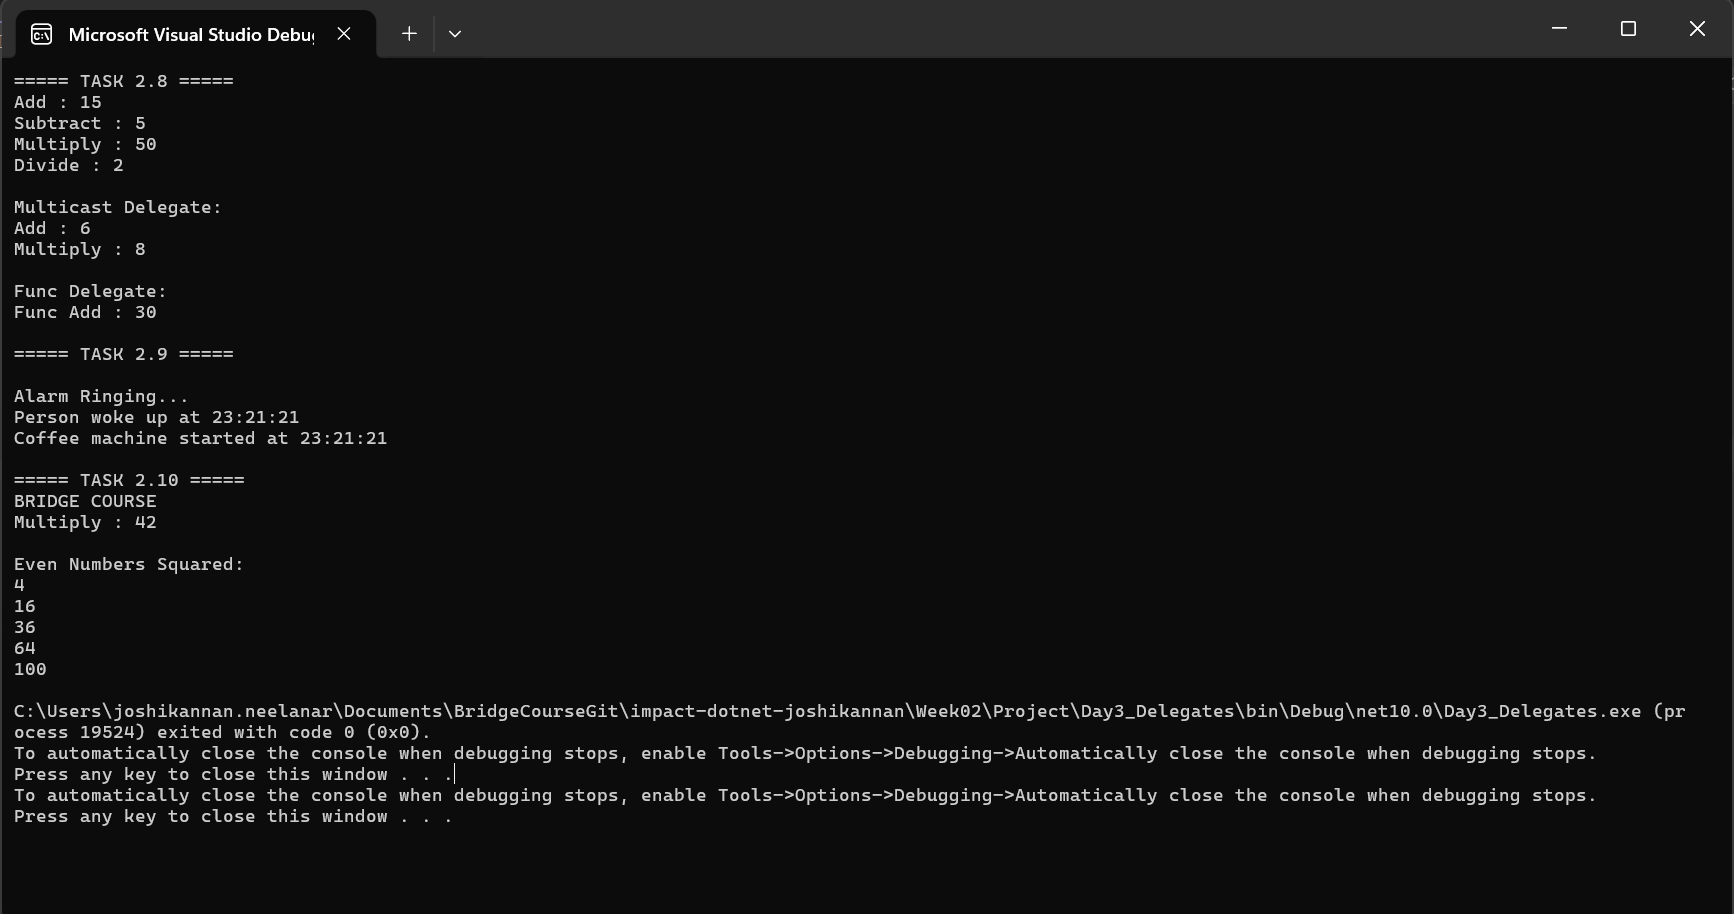 Microsoft Visual Studio Debu
===== TASK 2.8 =====
Add : 15
Subtract : 5
Multiply : 50
Divide : 2
Multicast Delegate:
Add : 6
Multiply : 8
Func Delegate:
Func Add : 30
===== TASK 2.9 =====
Alarm Ringing...
Person woke up at 23:21:21
Coffee machine started at 23:21:21
===== TASK 2.10 =====
BRIDGE COURSE
Multiply : 42
Even Numbers Squared:
4
16
36
64
100
C:\Users\joshikannan.neelanar\Documents\BridgeCourseGit\impact-dotnet-joshikannan\Week02\Project\Day3_Delegates\bin\Debug\net10.0\Day3_Delegates.exe (pr
ocess 19524) exited with code 0 (0x0).
To automatically close the console when debugging stops, enable Tools->Options->Debugging->Automatically close the console when debugging stops.
Press any key to close this window . . .
To automatically close the console when debugging stops, enable Tools->Options->Debugging->Automatically close the console when debugging stops.
Press any key to close this window . . .